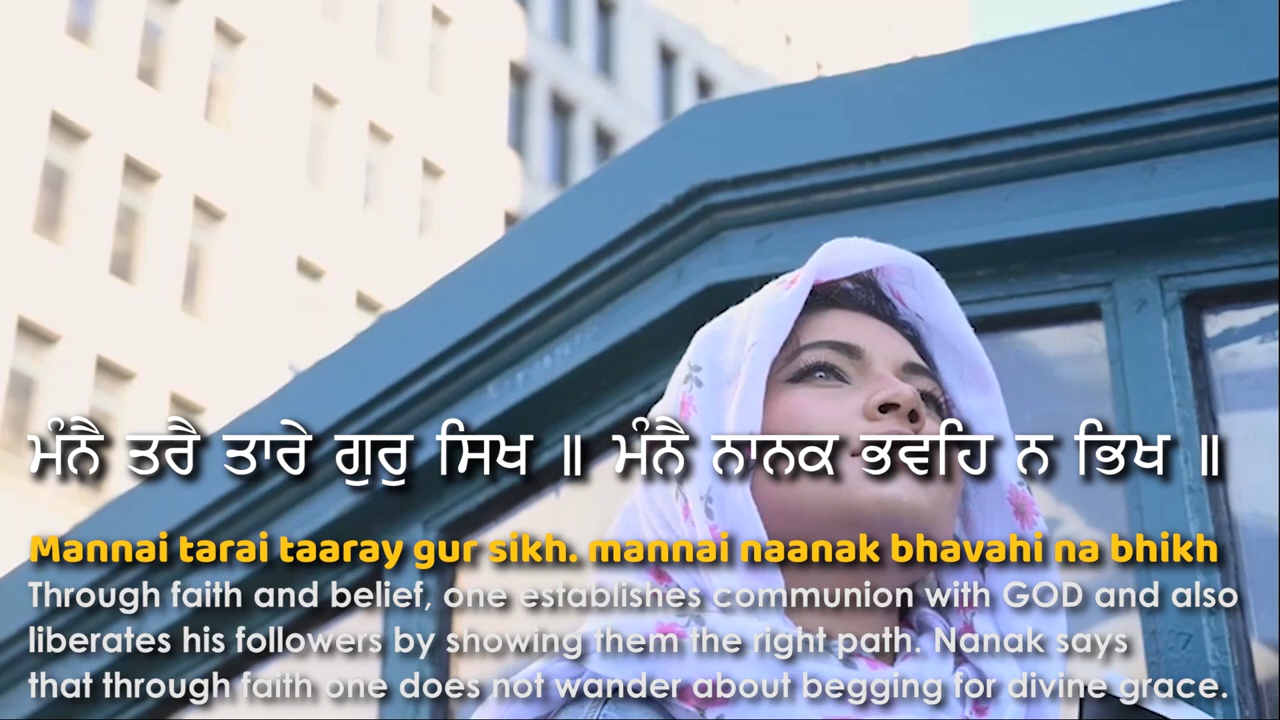 ਮੰਨੈ ਤਰੈ ਤਾਰੇ ਗੁਰੁ ਸਿਖ ॥ ਮੰਨੈ ਨਾਨਕ ਭਵਹਿ ਨ ਭਿਖ ॥
Mannai tarai taaray gur sikh. mannai naanak bhavahi na bhikh
Through faith and belief, one establishes communion with GOD and also
liberates his followers by showing them the right path. Nanak says
that through faith one does not wander about begging for divine grace.